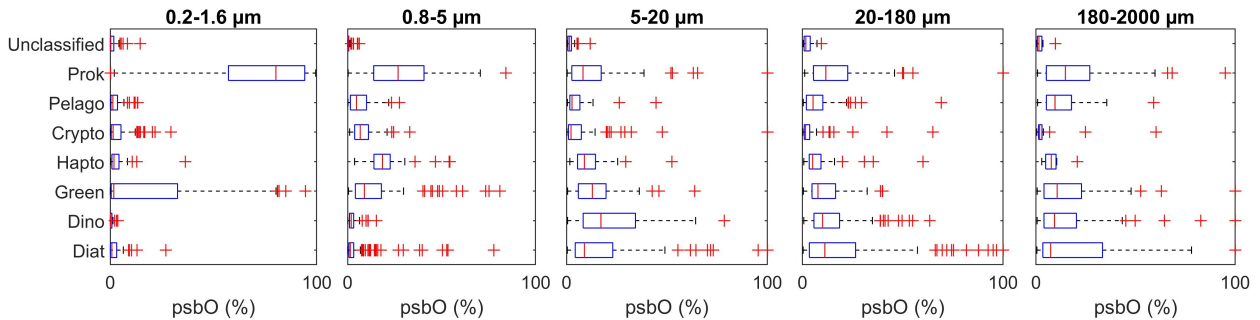 0.2-1.6 µm 0.8-5 µm 5-20 µm 20-180 µm 180-2000 µm
Unclassified
Prok
Pelago
Crypto
Hapto
Green
Dino
Diat
0 100 0 100 0 100 0 100 0 100
psbO (%) psbO (%) psbO (%) psbO (%) psbO (%)